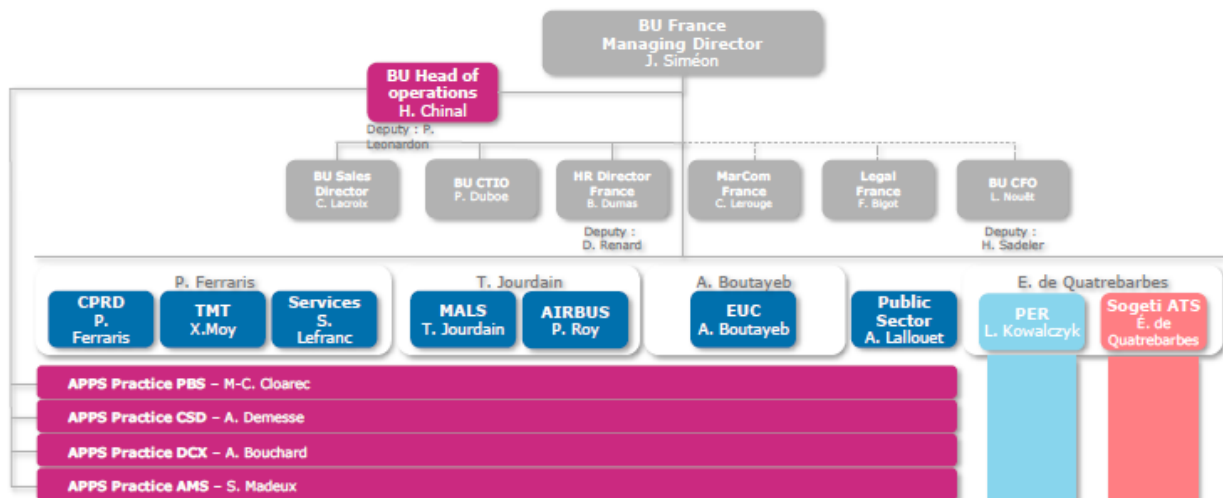 BU France
Managing Director
J. Siméon
BU Head of
operations
H. Chinal
Deputy : P.
Leonardon
BU Sales
Director
C. Lacroix
BU CTIO
P. Duboe
HR Director
France
B. Dumas
MarCom
France
C. Lerouge
Legal
France
F. Bigot
BU CFO
L. Nouët
Deputy :
D. Renard
Deputy :
H. Sadeler
P. Ferraris
CPRD
P.
Ferraris
TMT
X.Moy
Services
S.
Lefranc
T. Jourdain
MALS
T. Jourdain
AIRBUS
P. Roy
A. Boutayeb
EUC
A. Boutayeb
Public
Sector
A. Lallouet
E. de Quatrebarbes
PER
L. Kowalczyk
Sogeti ATS
É. de
Quatrebarbes
APPS Practice PBS – M-C. Cloarec
APPS Practice CSD – A. Demesse
APPS Practice DCX – A. Bouchard
APPS Practice AMS – S. Madeux